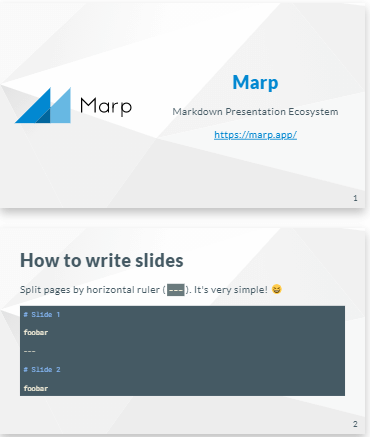 Marp
Marp
Markdown Presentation Ecosystem
https://marp.app/
1
How to write slides
Split pages by horizontal ruler (---). It's very simple! 😆
# Slide 1
foobar
---
# Slide 2
foobar
2